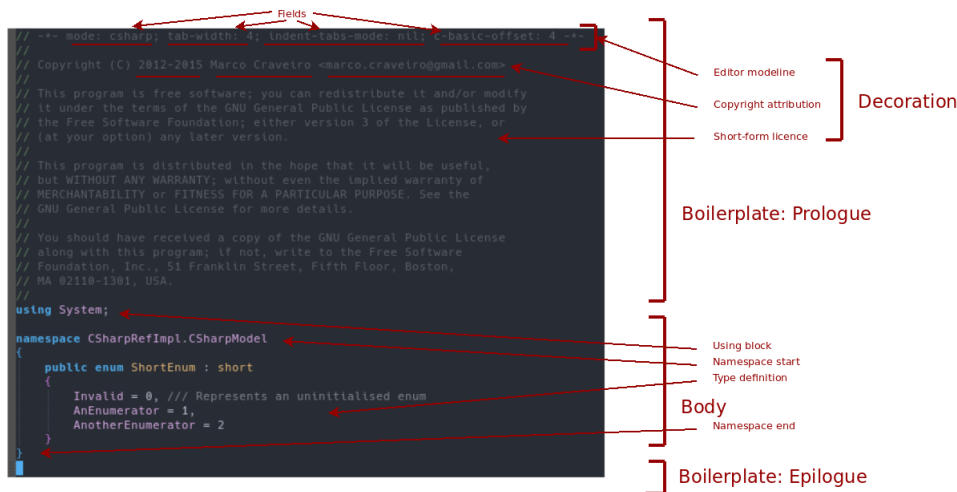 Fields
// -*- mode: csharp; tab-width: 4; indent-tabs-mode: nil; c-basic-offset: 4 -*-
//
// Copyright (C) 2012-2015 Marco Craveiro <marco.craveiro@gmail.com>
//
// This program is free software; you can redistribute it and/or modify
// it under the terms of the GNU General Public License as published by
// the Free Software Foundation; either version 3 of the License, or
// (at your option) any later version.
//
// This program is distributed in the hope that it will be useful,
// but WITHOUT ANY WARRANTY; without even the implied warranty of
// MERCHANTABILITY or FITNESS FOR A PARTICULAR PURPOSE. See the
// GNU General Public License for more details.
//
// You should have received a copy of the GNU General Public License
// along with this program; if not, write to the Free Software
// Foundation, Inc., 51 Franklin Street, Fifth Floor, Boston,
// MA 02110-1301, USA.
//
using System;
namespace CSharpRefImpl.CSharpModel
{
public enum ShortEnum : short
{
Invalid = 0, /// Represents an uninitialised enum
AnEnumerator = 1,
AnotherEnumerator = 2
}
}
Editor modeline
Copyright attribution
Short-form licence
Decoration
Boilerplate: Prologue
Using block
Namespace start
Type definition
Body
Namespace end
Boilerplate: Epilogue